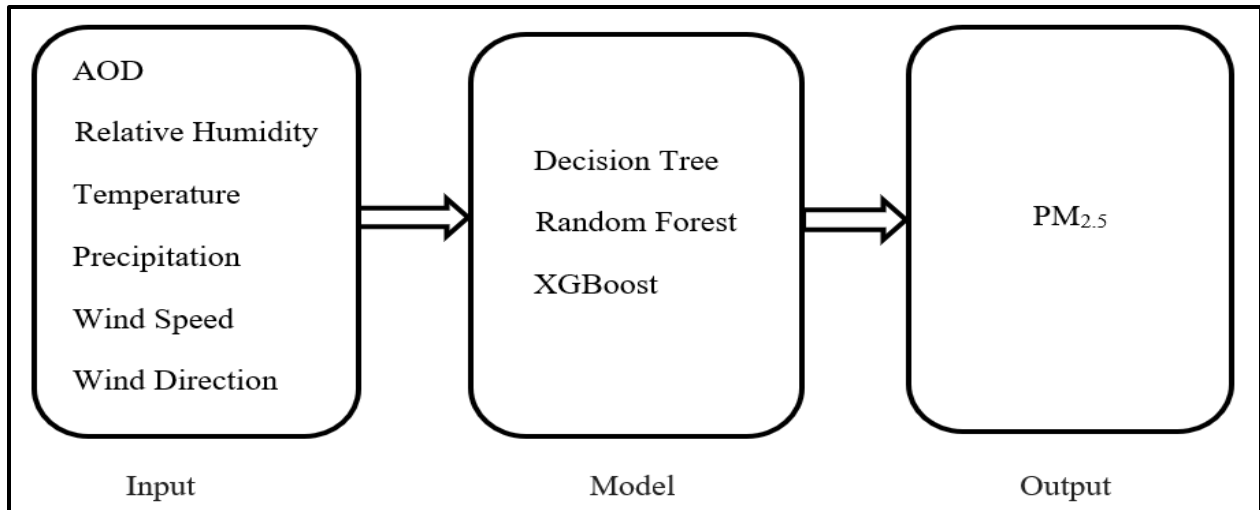 AOD
Relative Humidity
Temperature
Precipitation
Wind Speed
Wind Direction
Input
Decision Tree
Random Forest
XGBoost
Model
PM2.5
Output